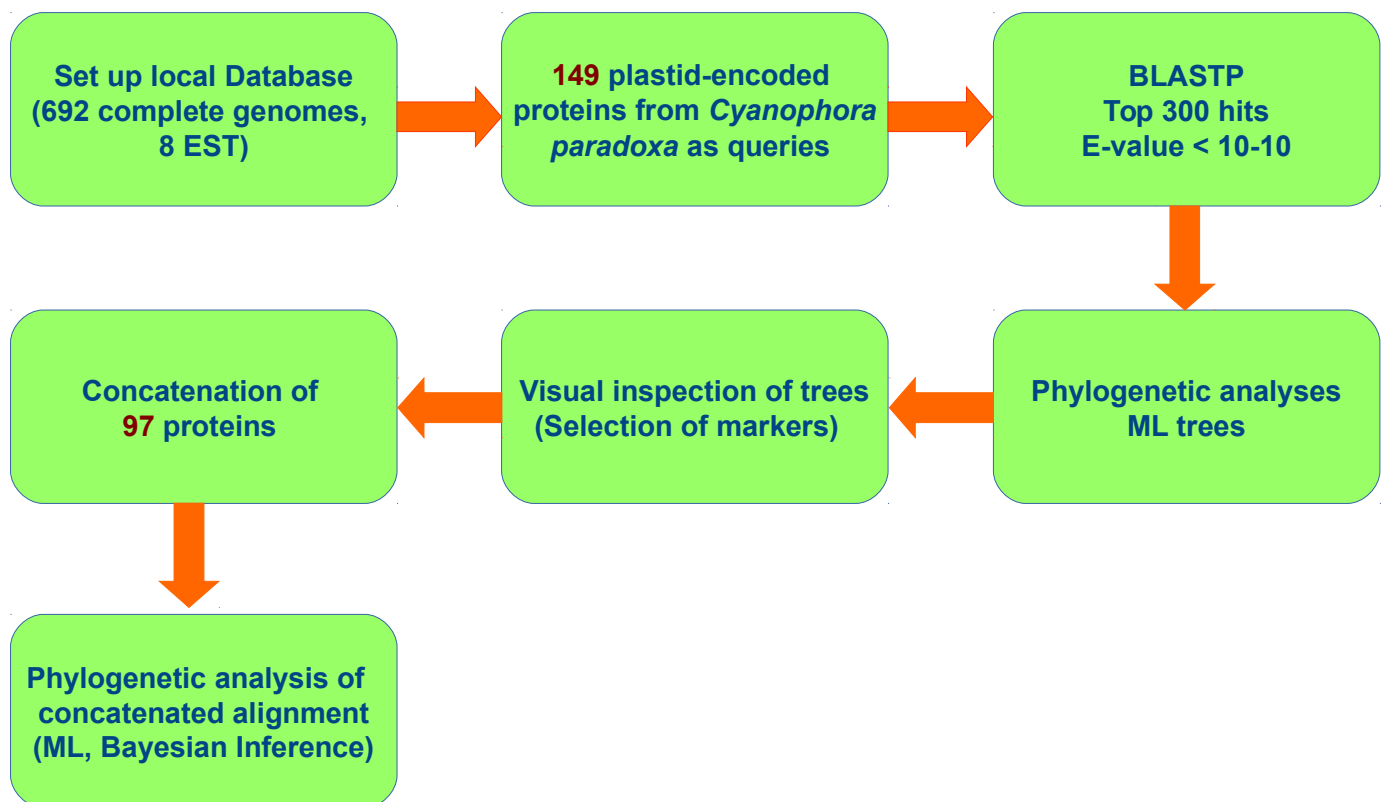 Set up local Database
(692 complete genomes,
8 EST)
149 plastid-encoded
proteins from Cyanophora
paradoxa as queries
BLASTP
Top 300 hits
E-value < 10-10
Phylogenetic analyses
ML trees
Visual inspection of trees
(Selection of markers)
Concatenation of
97 proteins
Phylogenetic analysis of
concatenated alignment
(ML, Bayesian Inference)